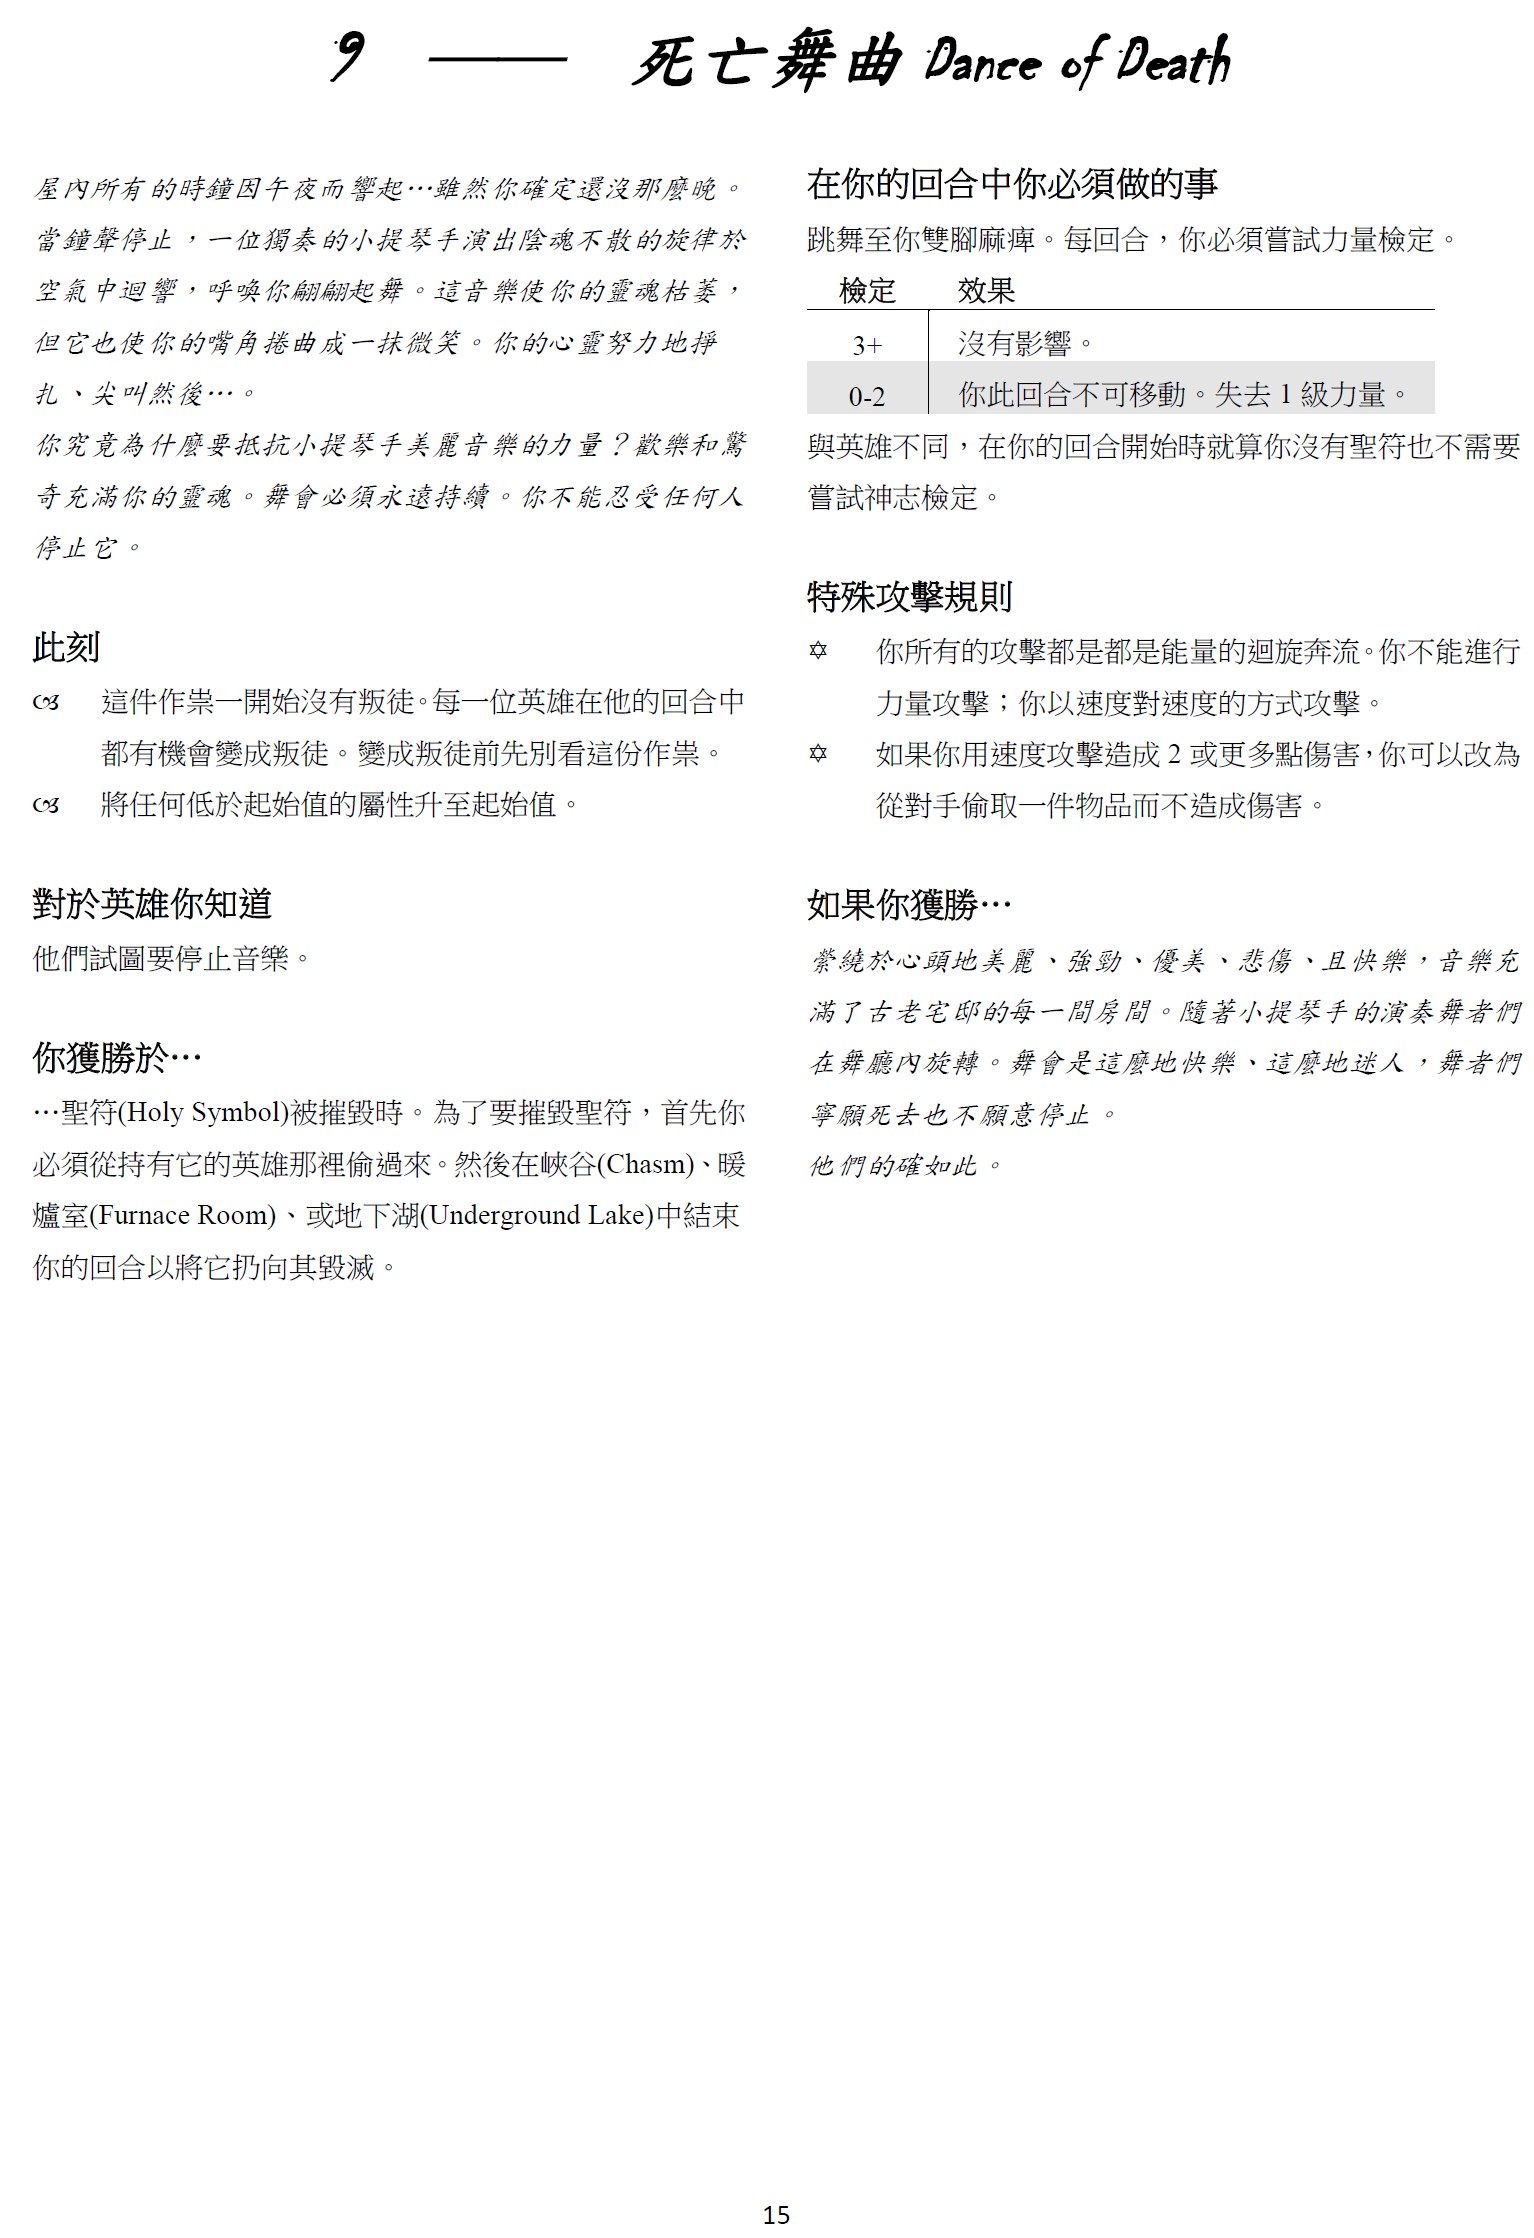 9 —— 死亡舞曲 Dance of Death
屋內所有的時鐘因午夜而響起…雖然你確定還沒那麼晚。
當鐘聲停止，一位獨奏的小提琴手演出陰魂不散的旋律於
空氣中迴響，呼喚你翩翩起舞。這音樂使你的靈魂枯萎，
但它也使你的嘴角捲曲成一抹微笑。你的心靈努力地掙
扎、尖叫然後…。
你究竟為什麼要抵抗小提琴手美麗音樂的力量？歡樂和驚
奇充滿你的靈魂。舞會必須永遠持續。你不能忍受任何人
停止它。
此刻
這件作祟一開始沒有叛徒。每一位英雄在他的回合中
都有機會變成叛徒。變成叛徒前先別看這份作祟。
將任何低於起始值的屬性升至起始值。
對於英雄你知道
他們試圖要停止音樂。
你獲勝於…
…聖符(Holy Symbol)被摧毀時。為了要摧毀聖符，首先你
必須從持有它的英雄那裡偷過來。然後在峽谷(Chasm)、暖
爐室(Furnace Room)、或地下湖(Underground Lake)中結束
你的回合以將它扔向其毀滅。
在你的回合中你必須做的事
跳舞至你雙腳麻痺。每回合，你必須嘗試力量檢定。
檢定 效果
3+ 沒有影響。
0-2 你此回合不可移動。失去 1 級力量。
與英雄不同，在你的回合開始時就算你沒有聖符也不需要
嘗試神志檢定。
特殊攻擊規則
✡ 你所有的攻擊都是都是能量的迴旋奔流。你不能進行
力量攻擊；你以速度對速度的方式攻擊。
✡ 如果你用速度攻擊造成 2 或更多點傷害，你可以改為
從對手偷取一件物品而不造成傷害。
如果你獲勝…
縈繞於心頭地美麗、強勁、優美、悲傷、且快樂，音樂充
滿了古老宅邸的每一間房間。隨著小提琴手的演奏舞者們
在舞廳內旋轉。舞會是這麼地快樂、這麼地迷人，舞者們
寧願死去也不願意停止。
他們的確如此。
15